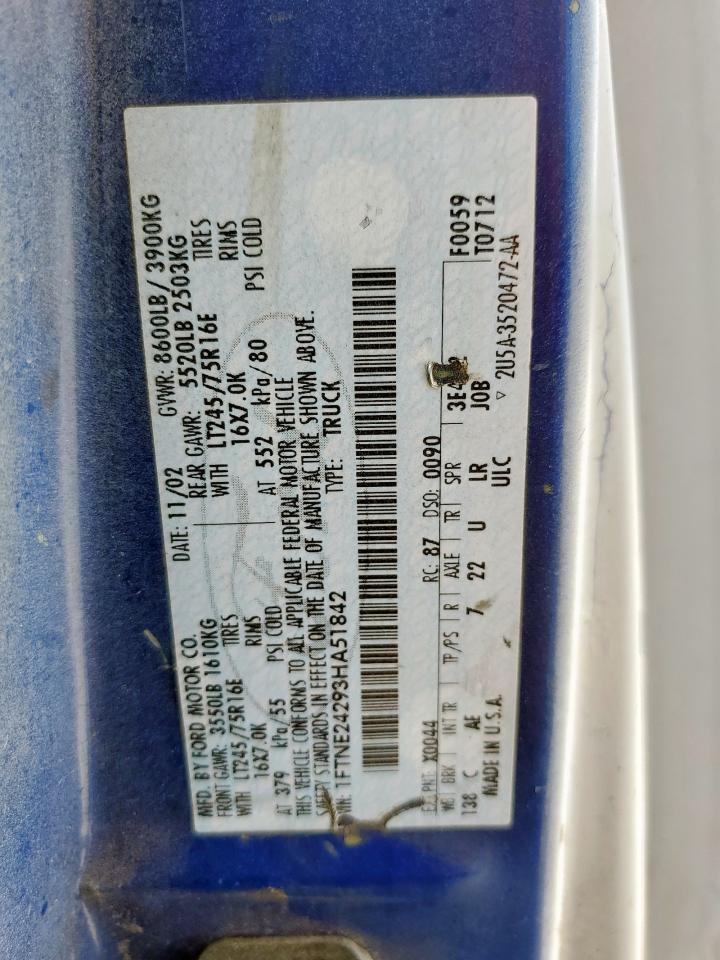 MFD. BY FORD MOTOR CO.
DATE: 11/02 GVWR: 8600LB/ 3900KG
FRONT GAWR: 3550LB 1610KG REAR GAWR: 5520LB 2503KG
WITH LT245/75R16E TIRES WITH LT245/75R16E TIRES
16X7.0K RIMS 16X7.0K RIMS
AT 379 kPa/55 PSI COLD AT 552 kPa/80 PSI COLD
THIS VEHICLE CONFORMS TO ALL APPLICABLE FEDERAL MOTOR VEHICLE
SAFETY STANDARDS IN EFFECT ON THE DATE OF MANUFACTURE SHOWN ABOVE.
VIN: 1FTNE24293HA51842 TYPE: TRUCK
EXT PNT: X0044 RC: 87 DSO: 0090 F0059
WB BRK INT TR TP/PS R AXLE TR SPR T0712
138 C AE 7 22 U LR JOB
MADE IN U.S.A. ULC ▽ 2U5A-3520472-AA